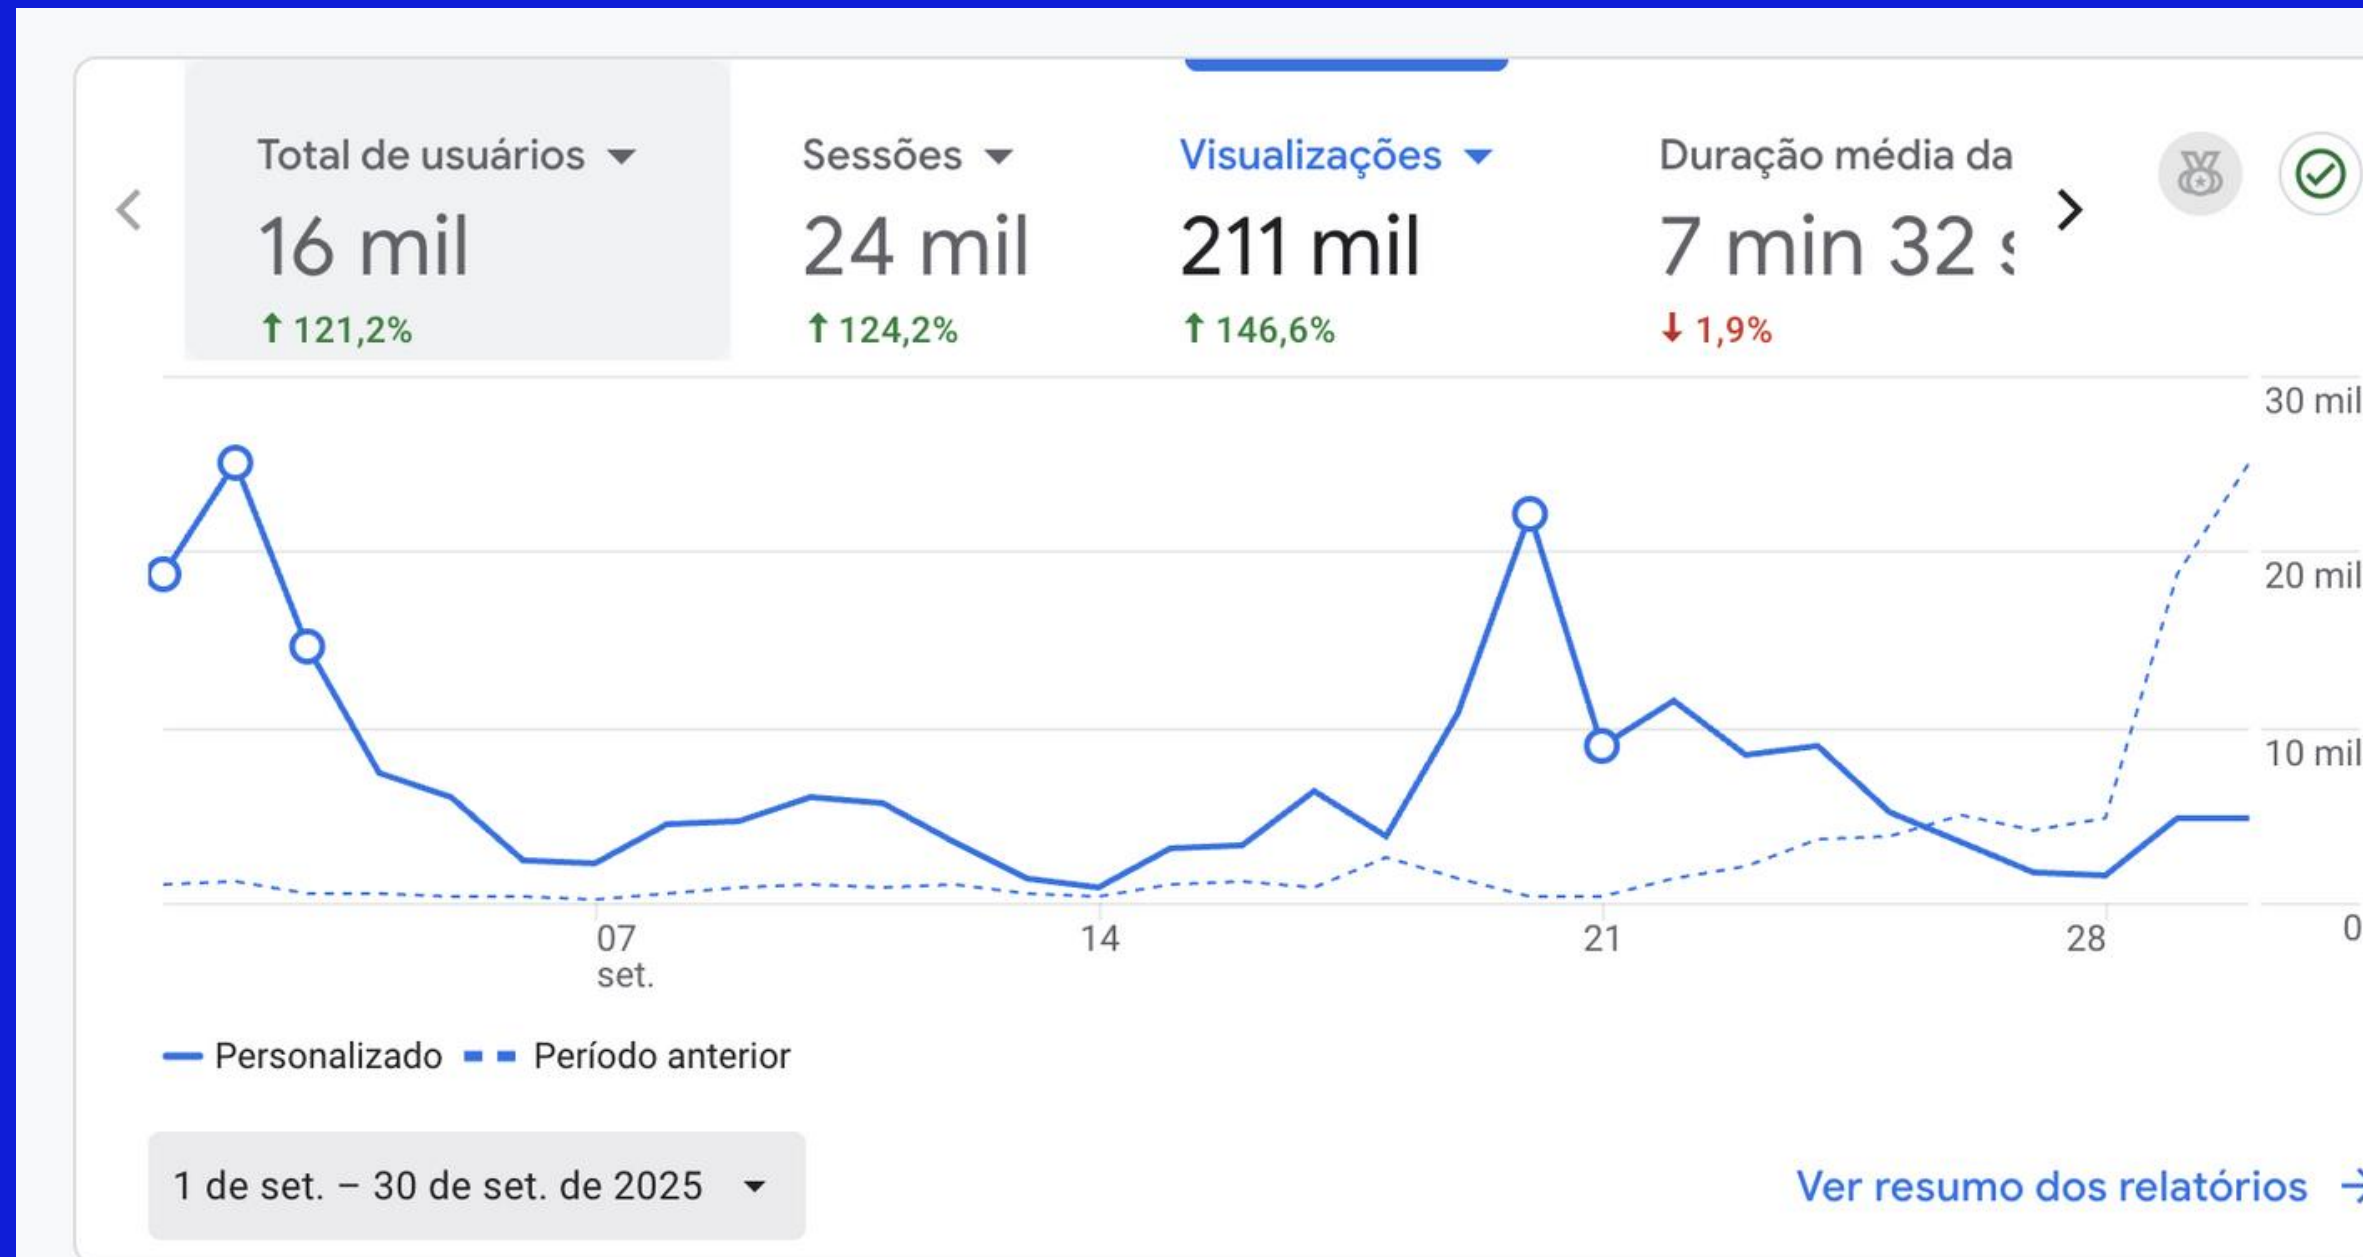 Total de usuários
16 mil
121,2%
Sessões
24 mil
124,2%
Visualizações
211 mil
146,6%
Duração média da
7 min 32
1,9%
30 mil
20 mil
10 mil
0
07
set.
14
21
28
Personalizado
Período anterior
1 de set. – 30 de set. de 2025
Ver resumo dos relatórios